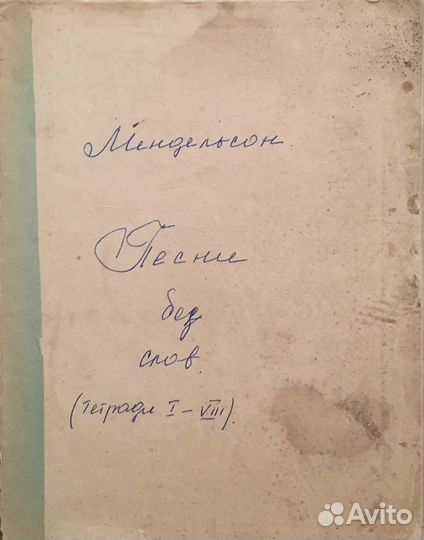 Мендельсон.
Песни
без
слов.
(тетради I - VIII).
Avito